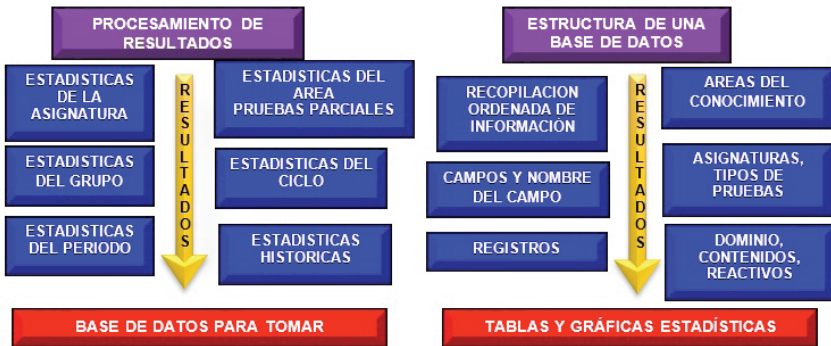 PROCESAMIENTO DE
RESULTADOS
ESTADISTICAS
DE LA
ASIGNATURA
ESTADISTICAS
DEL GRUPO
ESTADISTICAS
DEL PERIODO
RESULTADOS
ESTADISTICAS DEL
AREA
PRUEBAS PARCIALES
ESTADISTICAS DEL
CICLO
ESTADISTICAS
HISTORICAS
BASE DE DATOS PARA TOMAR
ESTRUCTURA DE UNA
BASE DE DATOS
RECOPILACION
ORDENADA DE
INFORMACIÓN
CAMPOS Y NOMBRE
DEL CAMPO
REGISTROS
RESULTADOS
AREAS DEL
CONOCIMIENTO
ASIGNATURAS,
TIPOS DE
PRUEBAS
DOMINIO,
CONTENIDOS,
REACTIVOS
TABLAS Y GRÁFICAS ESTADÍSTICAS